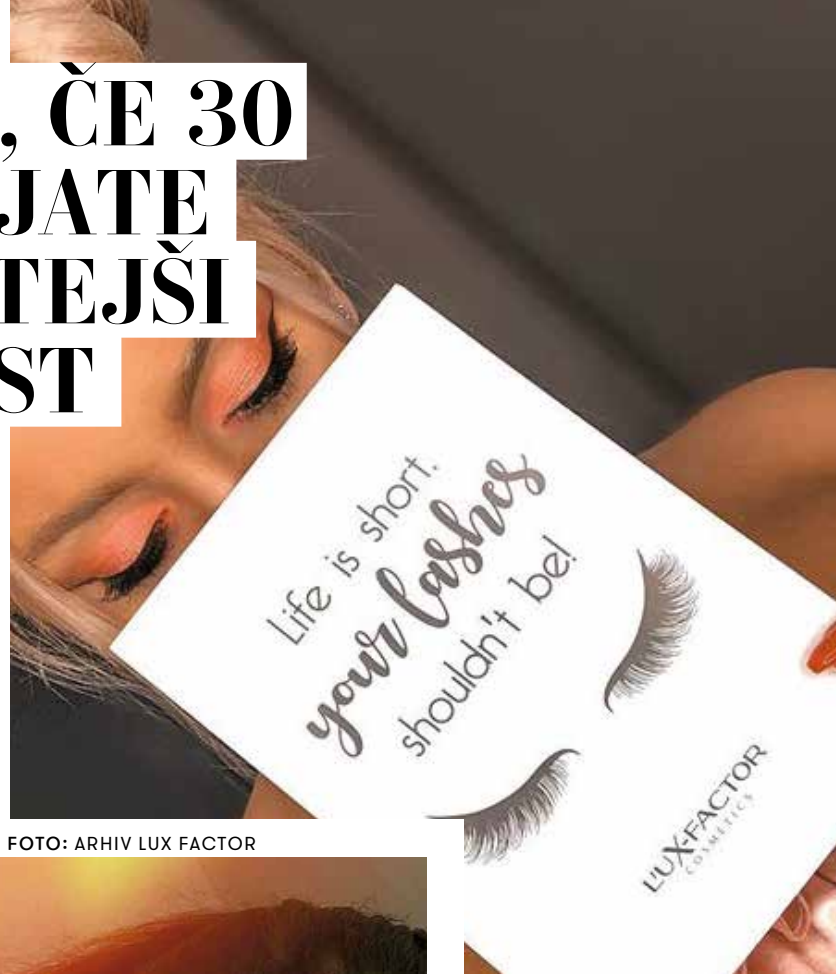 , ČE 30
JATE
TEJŠI
ST
Life is short.
your lashes
shouldn't be!
L'UX•FACTOR
COSMETICS
FOTO: ARHIV LUX FACTOR